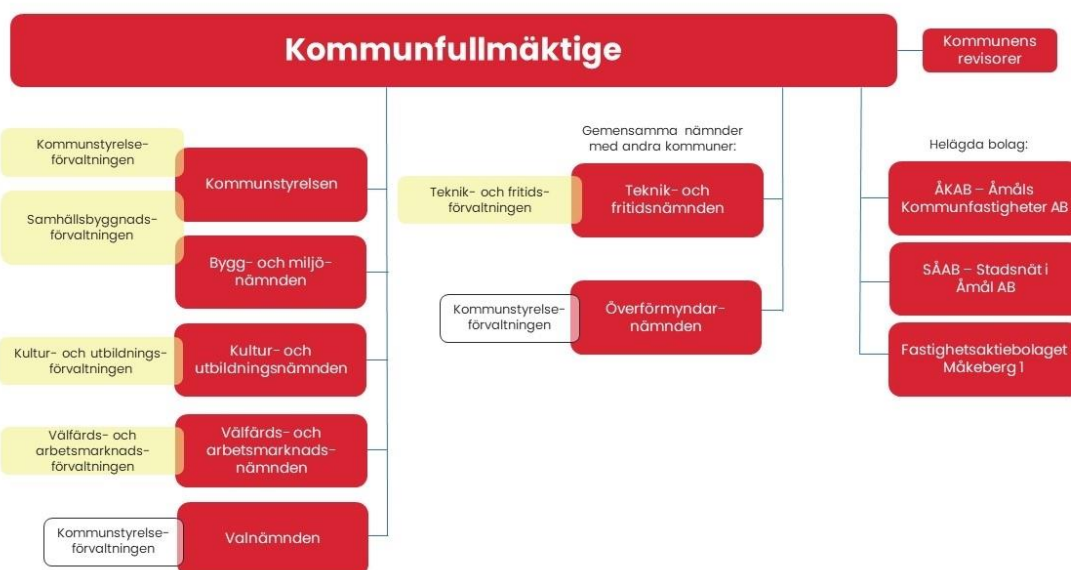 Kommunfullmäktige
Kommunens
revisorer
Kommunstyrelse-
förvaltningen
Kommunstyrelsen
Samhällsbyggnads-
förvaltningen
Bygg- och miljö-
nämnden
Kultur- och utbildnings-
förvaltningen
Kultur- och
utbildningsnämnden
Välfärds- och
arbetsmarknads-
förvaltningen
Välfärds- och
arbetsmarknads-
nämnden
Kommunstyrelse-
förvaltningen
Valnämnden
Gemensamma nämnder
med andra kommuner:
Teknik- och fritids-
förvaltningen
Teknik- och
fritidsnämnden
Kommunstyrelse-
förvaltningen
Överförmyndar-
nämnden
Helägda bolag:
ÅKAB – Åmåls
Kommunfastigheter AB
SÅAB – Stadsnät i
Åmål AB
Fastighetsaktiebolaget
Måkeberg 1